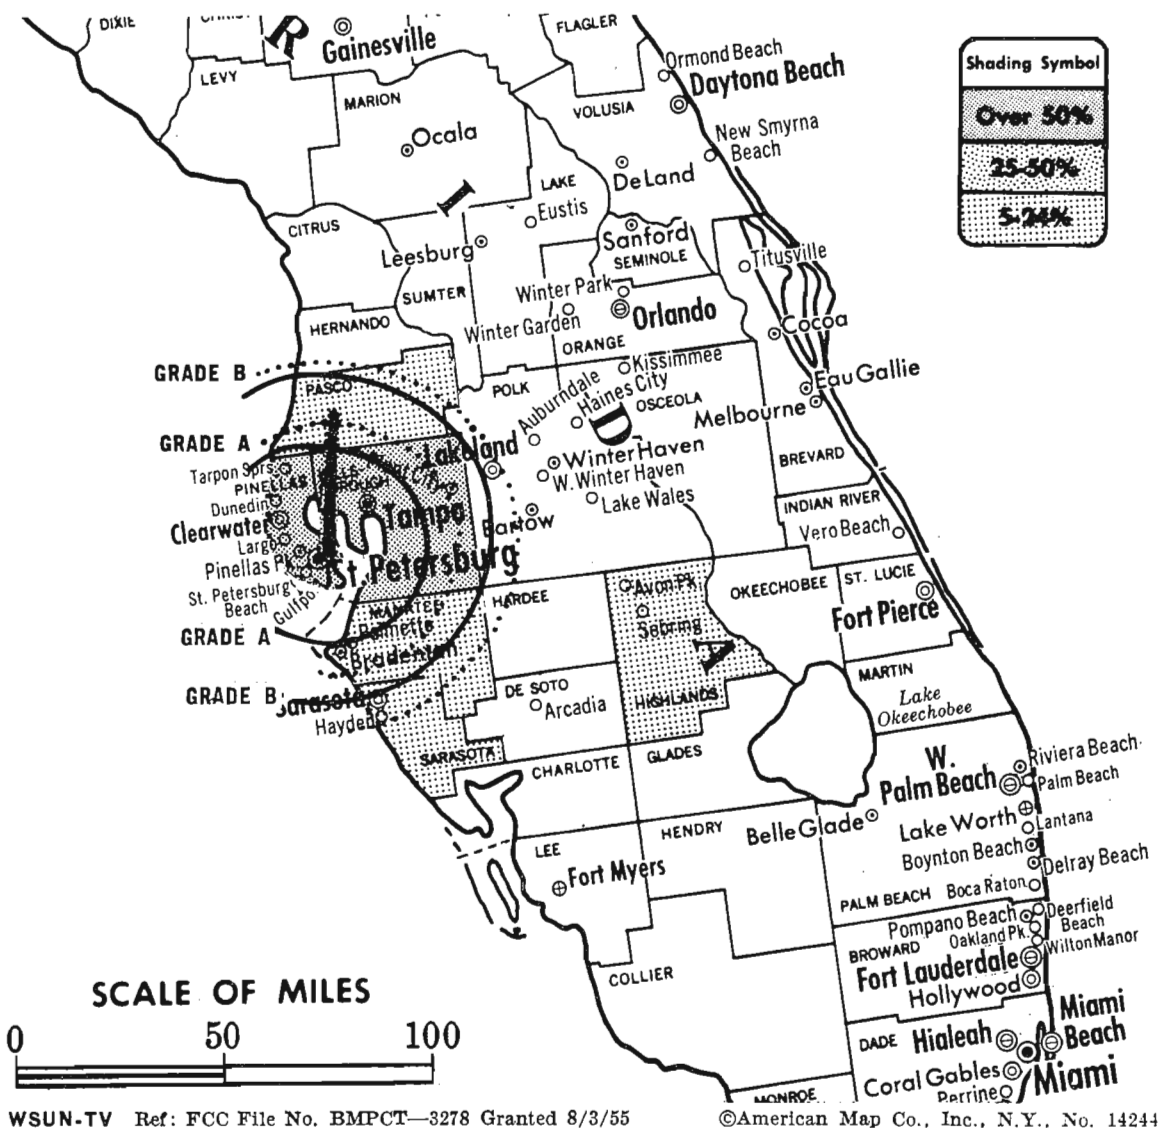 DIXIE
FLAGLER
R
Gainesville
Ormond Beach
Daytona Beach
LEVY
MARION
VOLUSIA
Ocala
New Smyrna
Beach
DeLand
I
LAKE
Eustis
CITRUS
Leesburg
Sanford
SEMINOLE
Titusville
SUMTER
Winter Park
Orlando
HERNANDO
Winter Garden
ORANGE
Cocoa
Kissimmee
GRADE B
PASCO
POLK
Auburndale
Haines City
OSCEOLA
Eau Gallie
Melbourne
D
GRADE A
Lakeland
Winter Haven
BREVARD
Tarpon Sprs
PINELLAS
W. Winter Haven
Dunedin
Lake Wales
INDIAN RIVER
Clearwater
Tampa
Bartow
Vero Beach
Largo
Pinellas Pk
St. Petersburg
St. Petersburg
Beach
Gulfpo.
MANATEE
HARDEE
Avon Pk.
OKEECHOBEE
ST. LUCIE
Palmetto
Sebring
Fort Pierce
GRADE A
Bradenton
A
GRADE B
Sarasota
DE SOTO
HIGHLANDS
MARTIN
Hayden
Arcadia
Lake
Okeechobee
SARASOTA
CHARLOTTE
GLADES
W.
Palm Beach
Riviera Beach
Palm Beach
HENDRY
Belle Glade
Lake Worth
Lantana
LEE
Boynton Beach
Delray Beach
Fort Myers
PALM BEACH
Boca Raton
Pompano Beach
Deerfield
Beach
Oakland Pk.
BROWARD
Wilton Manor
Fort Lauderdale
COLLIER
Hollywood
Miami
Beach
DADE
Hialeah
Coral Gables
Miami
Perrine
MONROE
Shading Symbol
Over 50%
25-50%
5-24%
SCALE OF MILES
0 50 100
WSUN-TV Ref: FCC File No. BMPCT—3278 Granted 8/3/55
©American Map Co., Inc., N.Y., No. 14244